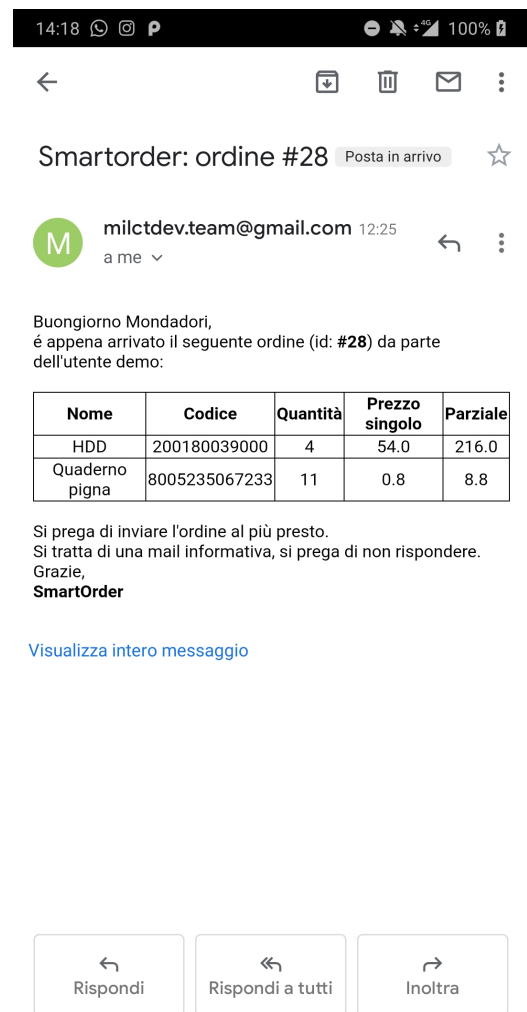 14:18 4G 100%
Smartorder: ordine #28 Posta in arrivo
M
milctdev.team@gmail.com 12:25
a me
Buongiorno Mondadori,
é appena arrivato il seguente ordine (id: #28) da parte
dell'utente demo:
Nome Codice Quantità Prezzo singolo Parziale
HDD 200180039000 4 54.0 216.0
Quaderno pigna 8005235067233 11 0.8 8.8
Si prega di inviare l'ordine al più presto.
Si tratta di una mail informativa, si prega di non rispondere.
Grazie,
SmartOrder
Visualizza intero messaggio
Rispondi Rispondi a tutti Inoltra